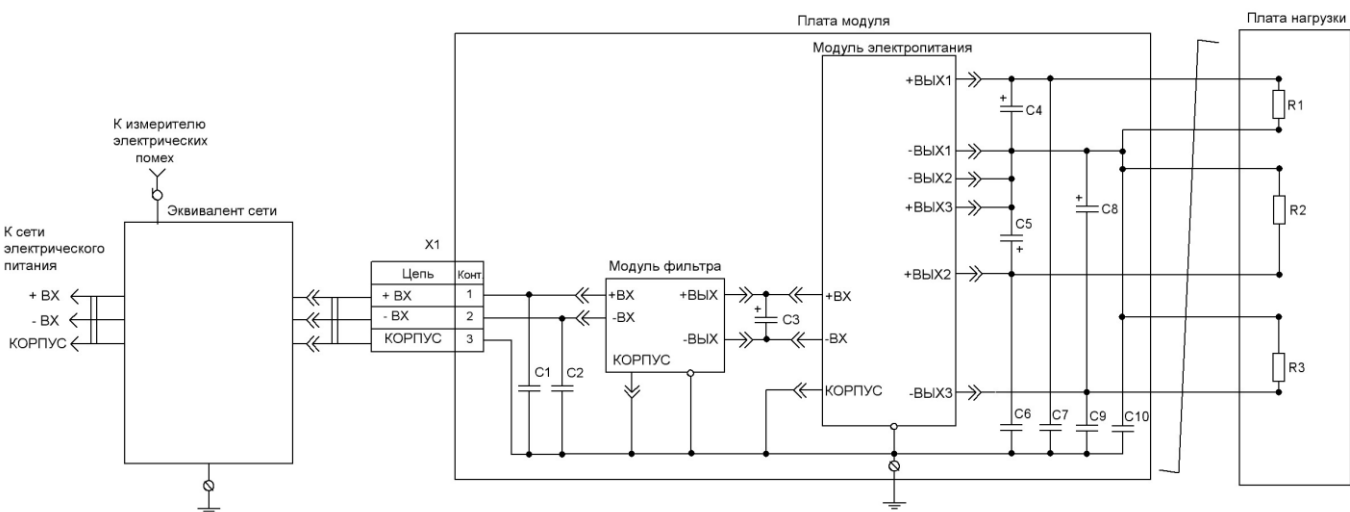 Плата модуля
Плата нагрузки
Модуль электропитания
+ВЫХ1
R1
+
C4
К измерителю
электрических
помех
-ВЫХ1
-ВЫХ2
+ВЫХ3
+
C8
R2
Эквивалент сети
C5
+
К сети
электрического
питания
X1
Модуль фильтра
+ВЫХ2
Цепь
Конт.
+ ВХ
+ ВХ
1
+ВХ
+ВЫХ
+ВХ
- ВХ
- ВХ
2
-ВХ
+
C3
КОРПУС
КОРПУС
3
-ВЫХ
-ВХ
КОРПУС
R3
C1
C2
КОРПУС
-ВЫХ3
C6
C7
C9
C10